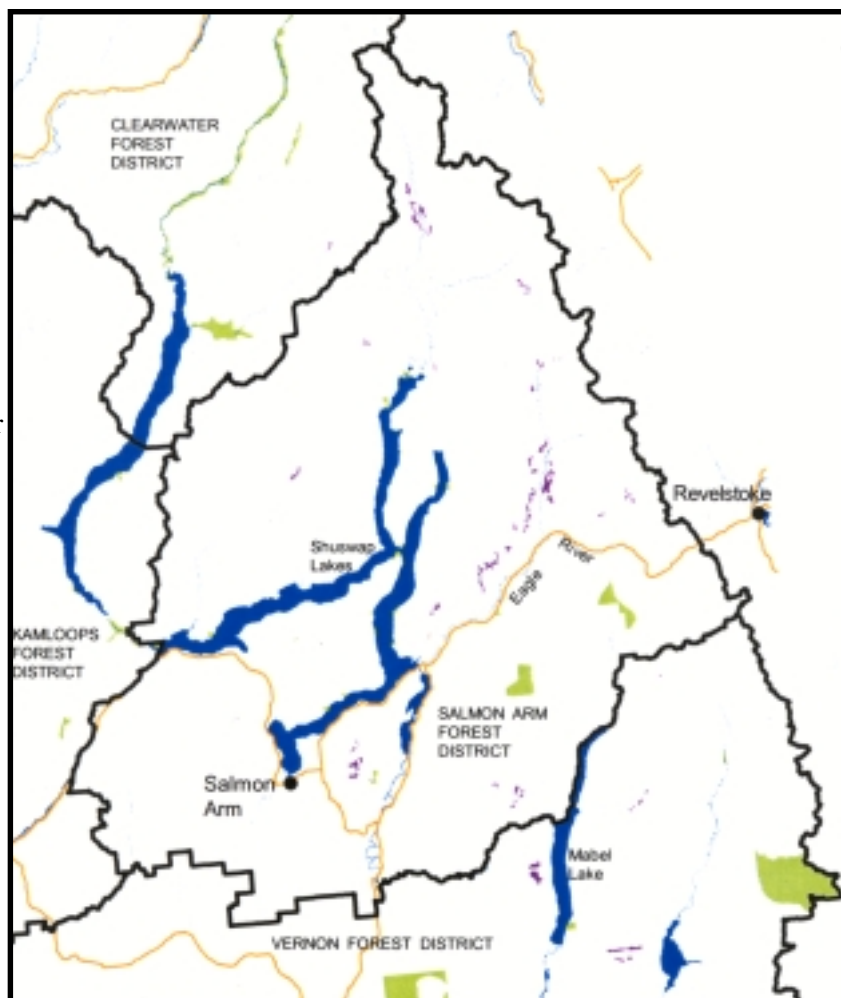 CLEARWATER
FOREST
DISTRICT
Revelstoke
Shuswap
Lakes
River
Eagle
KAMLOOPS
FOREST
DISTRICT
SALMON ARM
FOREST
DISTRICT
Salmon
Arm
Mabel
Lake
VERNON FOREST DISTRICT